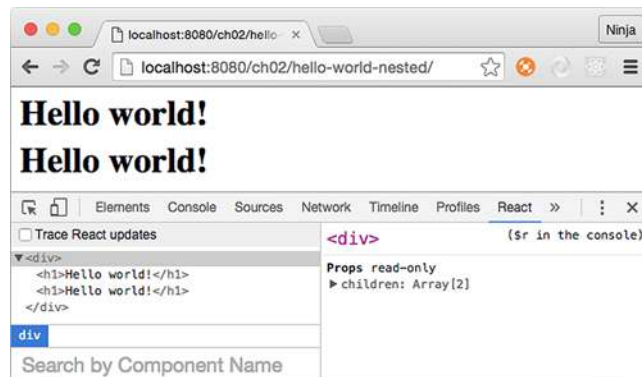 localhost:8080/ch02/hello-
Ninja
localhost:8080/ch02/hello-world-nested/
Hello world!
Hello world!
Elements Console Sources Network Timeline Profiles React »
Trace React updates
▼<div>
<h1>Hello world!</h1>
<h1>Hello world!</h1>
</div>
div
Search by Component Name
<div> ($r in the console)
Props read-only
▶children: Array[2]